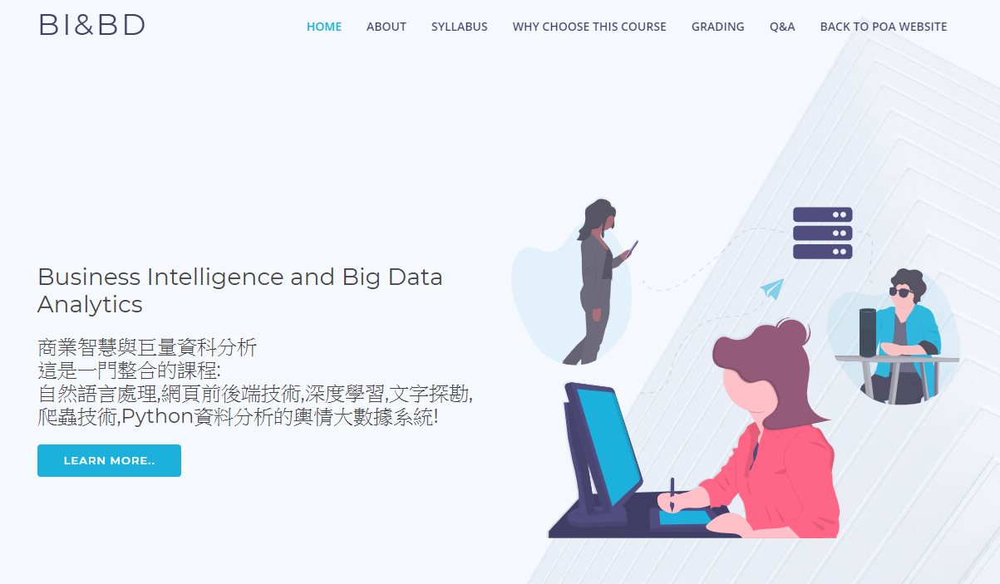 BI&BD
HOME ABOUT SYLLABUS WHY CHOOSE THIS COURSE GRADING Q&A BACK TO POA WEBSITE
Business Intelligence and Big Data
Analytics
商業智慧與巨量資科分析
這是一門整合的課程:
自然語言處理,網頁前後端技術,深度學習,文字探勘,
爬蟲技術,Python資料分析的輿情大數據系統!
LEARN MORE..